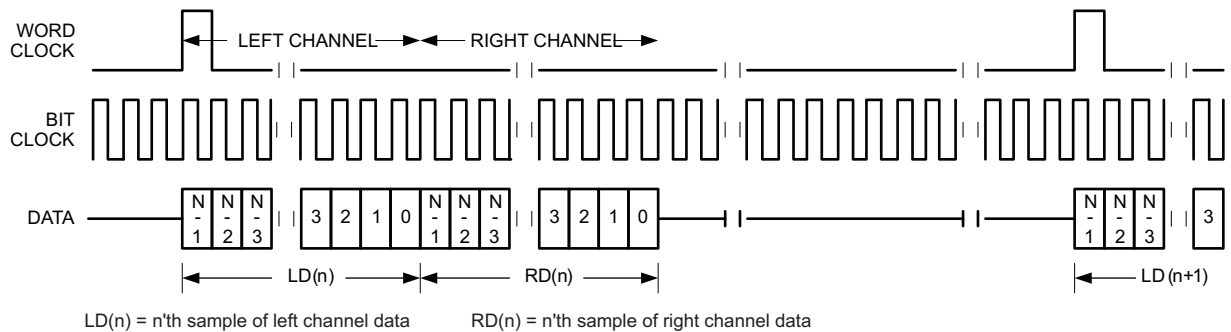 WORD
CLOCK
LEFT CHANNEL
RIGHT CHANNEL
BIT
CLOCK
DATA
N-1 N-2 N-3 3 2 1 0 N-1 N-2 N-3 3 2 1 0 N-1 N-2 N-3 3
LD(n) RD(n) LD (n+1)
LD(n) = n'th sample of left channel data RD(n) = n'th sample of right channel data